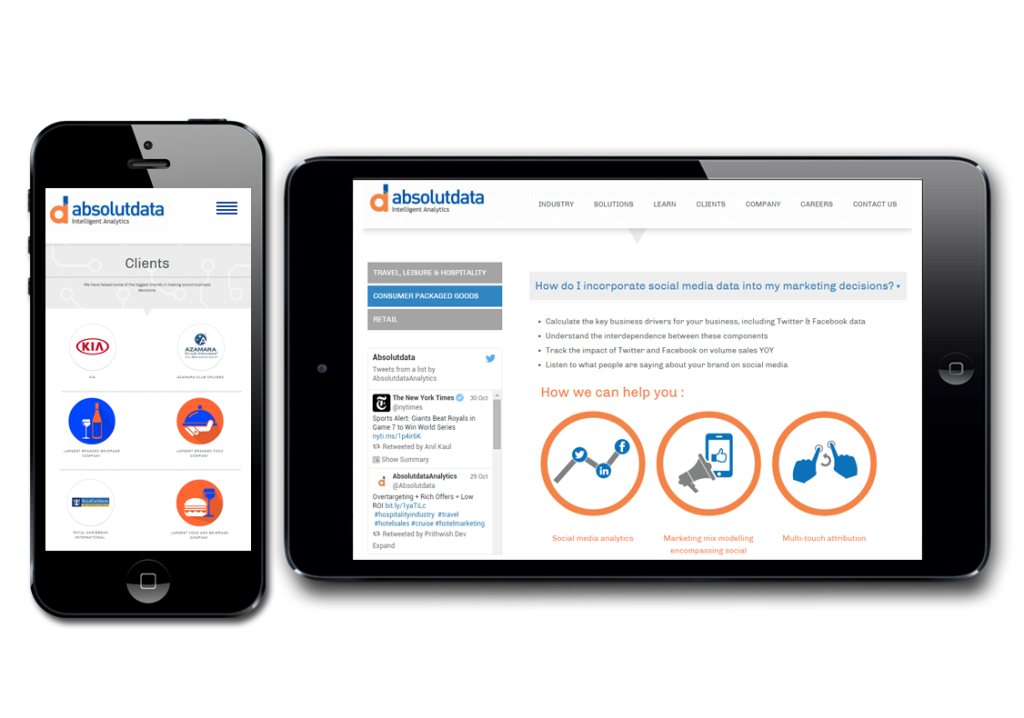 absolutdata
Intelligent Analytics
Clients
We have helped some of the biggest brands in making sound business
decisions.
KIA
AZAMARA
CLUB CRUISES
KIA
AZAMARA CLUB CRUISES
LARGEST BRANDED BEVERAGE
COMPANY
LARGEST BRANDED FOOD
COMPANY
RoyalCaribbean
ROYAL CARIBBEAN
INTERNATIONAL
LARGEST FOOD AND BEVERAGE
COMPANY
absolutdata
Intelligent Analytics
INDUSTRY SOLUTIONS LEARN CLIENTS COMPANY CAREERS CONTACT US
TRAVEL, LEISURE & HOSPITALITY
CONSUMER PACKAGED GOODS
RETAIL
Absolutdata
Tweets from a list by
AbsolutdataAnalytics
The New York Times 30 Oct
@nytimes
Sports Alert: Giants Beat Royals in
Game 7 to Win World Series
nyti.ms/1p4ir6K
Retweeted by Anil Kaul
Show Summary
AbsolutdataAnalytics 29 Oct
@Absolutdata
Overtargeting + Rich Offers = Low
ROI bit.ly/1yaTiLc
#hospitalityindustry #travel
#hotelsales #cruise #hotelmarketing
Retweeted by Prithwish Dev
Expand
How do I incorporate social media data into my marketing decisions?
• Calculate the key business drivers for your business, including Twitter & Facebook data
• Understand the interdependence between these components
• Track the impact of Twitter and Facebook on volume sales YOY
• Listen to what people are saying about your brand on social media
How we can help you :
f
in
Social media analytics
Marketing mix modelling
encompassing social
Multi-touch attribution